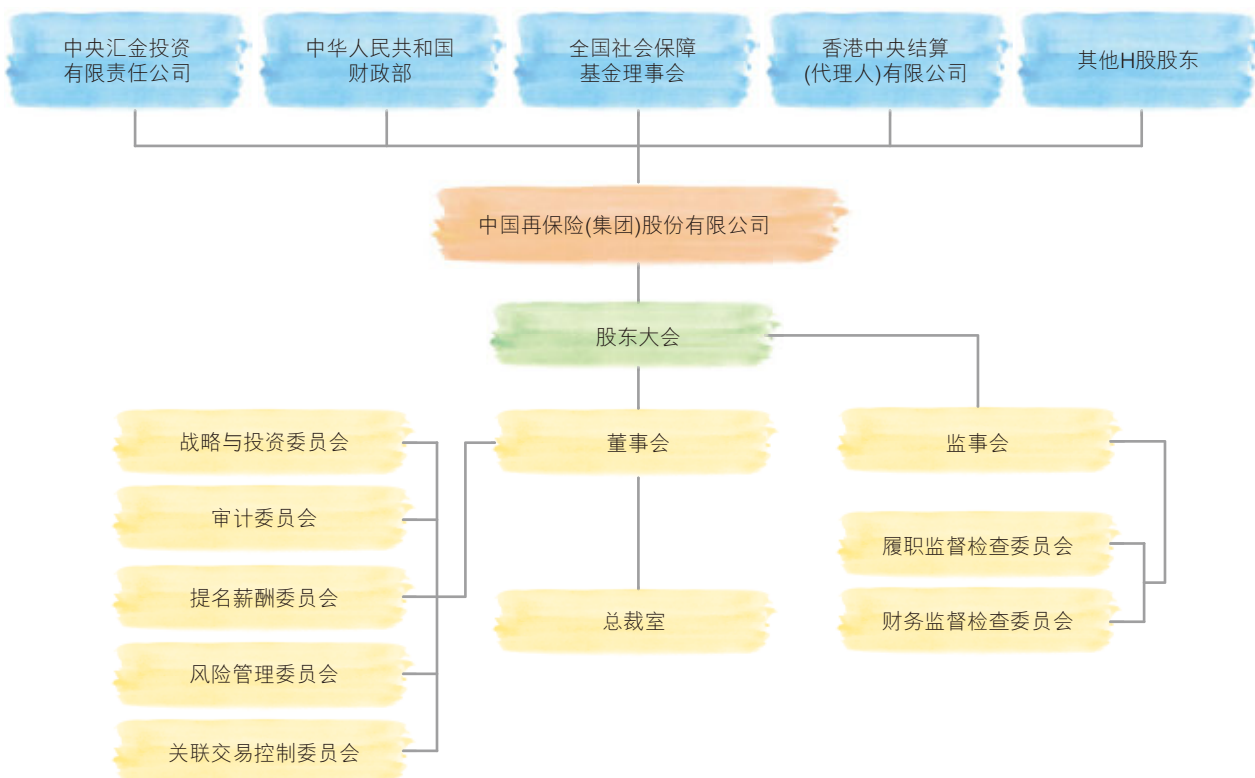 中央汇金投资
有限责任公司
中华人民共和国
财政部
全国社会保障
基金理事会
香港中央结算
(代理人)有限公司
其他H股股东
中国再保险(集团)股份有限公司
股东大会
战略与投资委员会
董事会
监事会
审计委员会
履职监督检查委员会
提名薪酬委员会
总裁室
财务监督检查委员会
风险管理委员会
关联交易控制委员会